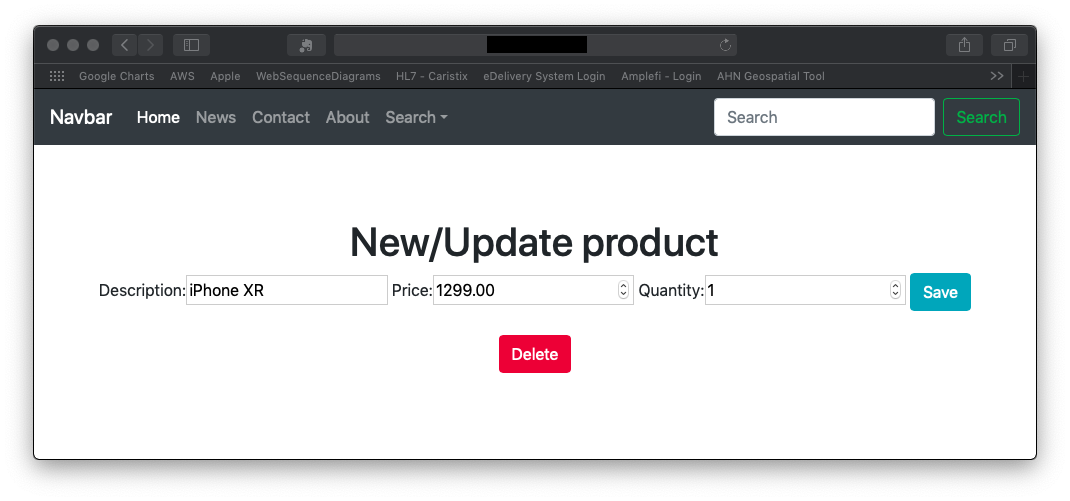 Google Charts AWS Apple WebSequenceDiagrams HL7 - Caristix eDelivery System Login Amplefi - Login AHN Geospatial Tool >>
Navbar Home News Contact About Search Search Search
New/Update product
Description: iPhone XR Price: 1299.00 Quantity: 1 Save
Delete